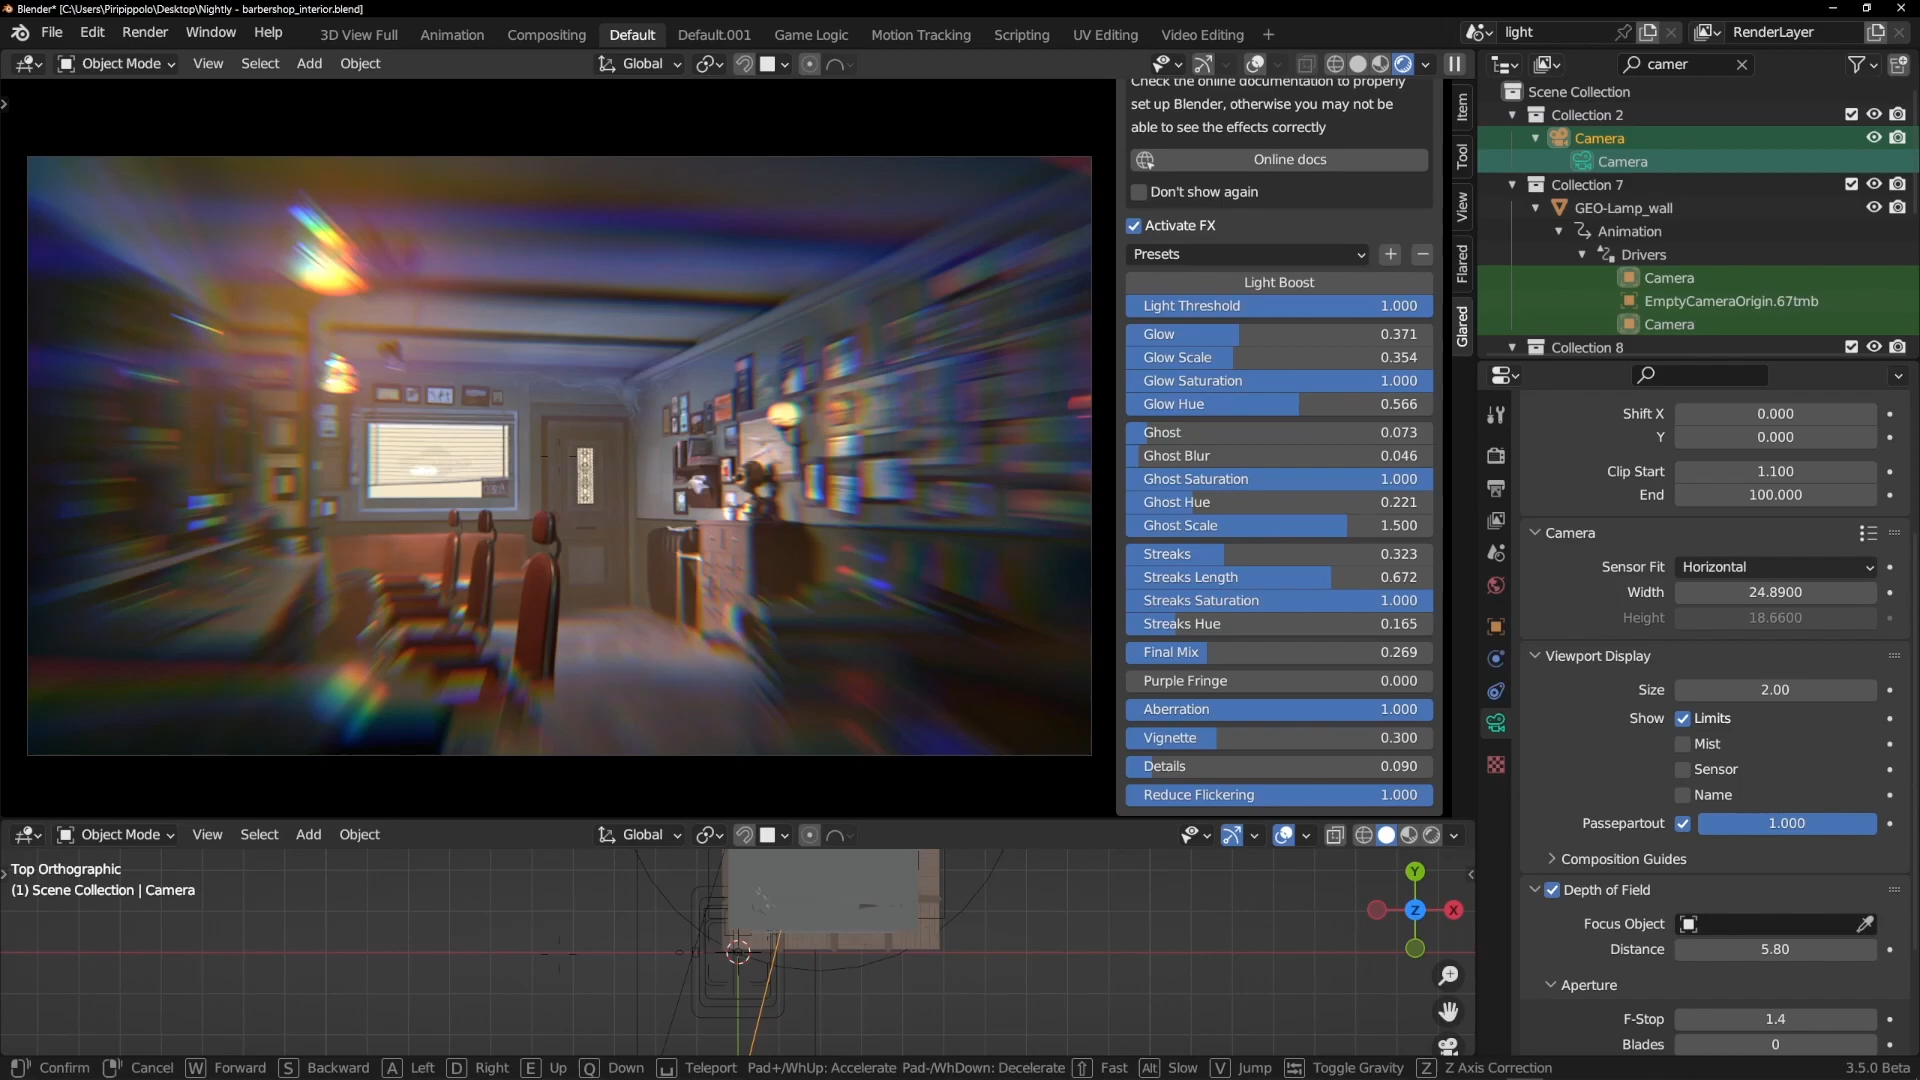 Blender* [C:\Users\Piripippolo\Desktop\Nightly - barbershop_interior.blend]
File Edit Render Window Help
3D View Full Animation Compositing Default Default.001 Game Logic Motion Tracking Scripting UV Editing Video Editing +
light
RenderLayer
Object Mode View Select Add Object
Global
camer
Check the online documentation to properly
set up Blender, otherwise you may not be
able to see the effects correctly
Online docs
Don't show again
Activate FX
Presets
Light Boost
Light Threshold 1.000
Glow 0.371
Glow Scale 0.354
Glow Saturation 1.000
Glow Hue 0.566
Ghost 0.073
Ghost Blur 0.046
Ghost Saturation 1.000
Ghost Hue 0.221
Ghost Scale 1.500
Streaks 0.323
Streaks Length 0.672
Streaks Saturation 1.000
Streaks Hue 0.165
Final Mix 0.269
Purple Fringe 0.000
Aberration 1.000
Vignette 0.300
Details 0.090
Reduce Flickering 1.000
Item
Tool
View
Flared
Glared
Scene Collection
Collection 2
Camera
Camera
Collection 7
GEO-Lamp_wall
Animation
Drivers
Camera
EmptyCameraOrigin.67tmb
Camera
Collection 8
Shift X 0.000
Y 0.000
Clip Start 1.100
End 100.000
Camera
Sensor Fit Horizontal
Width 24.8900
Height 18.6600
Viewport Display
Size 2.00
Show Limits
Mist
Sensor
Name
Passepartout 1.000
Composition Guides
Depth of Field
Focus Object
Distance 5.80
Aperture
F-Stop 1.4
Blades 0
Object Mode View Select Add Object
Global
Top Orthographic
(1) Scene Collection | Camera
Y
Z
X
Confirm Cancel W Forward S Backward A Left D Right E Up Q Down Teleport Pad+/WhUp: Accelerate Pad-/WhDown: Decelerate Fast Alt Slow V Jump Toggle Gravity Z Z Axis Correction
3.5.0 Beta